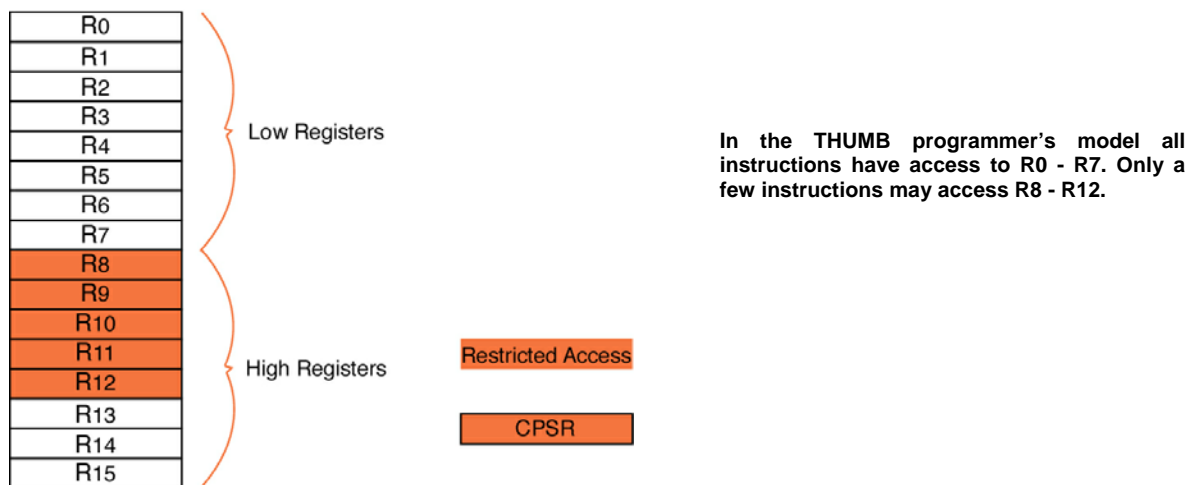 R0
R1
R2
R3
R4
R5
R6
R7
R8
R9
R10
R11
R12
R13
R14
R15
Low Registers
High Registers
Restricted Access
CPSR
In the THUMB programmer’s model all
instructions have access to R0 - R7. Only a
few instructions may access R8 - R12.